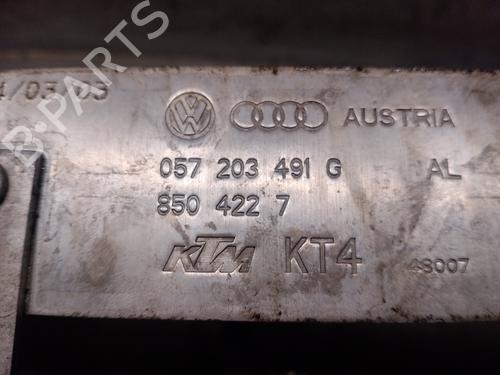 AUSTRIA
057 203 491 G AL
850 422 7
KTM KT4 48007
B-PARTS